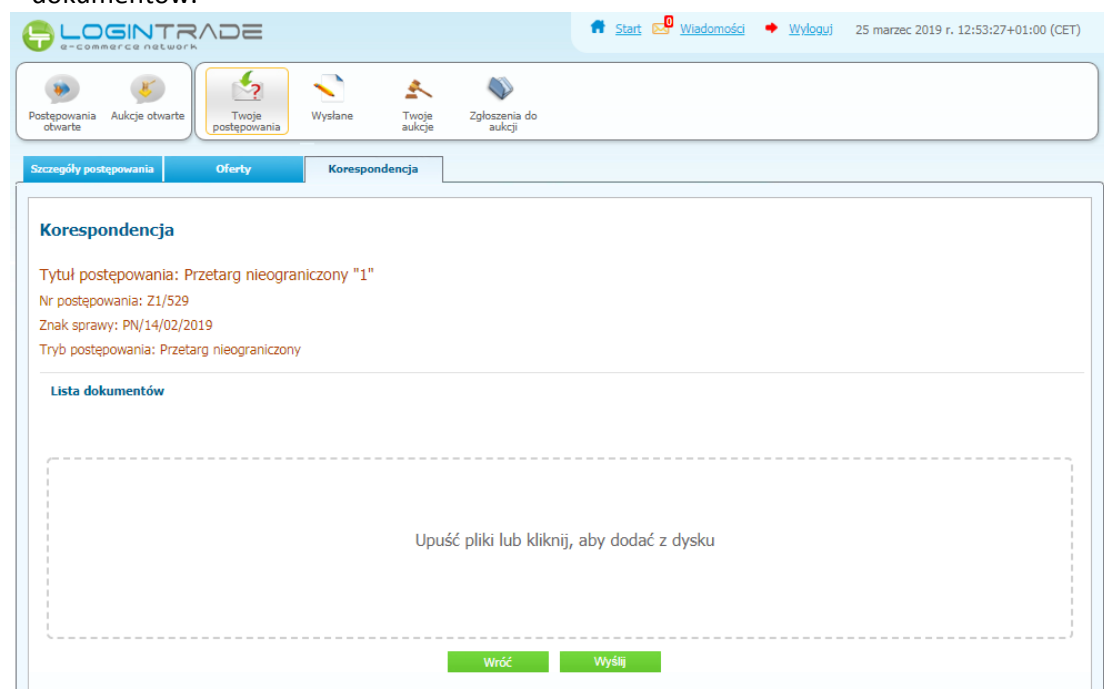 dokumentów.
LOGINTRADE
e-commerce network
Start 0 Wiadomości Wyloguj 25 marzec 2019 r. 12:53:27+01:00 (CET)
Postępowania otwarte
Aukcje otwarte
Twoje postępowania
Wysłane
Twoje aukcje
Zgłoszenia do aukcji
Szczegóły postępowania Oferty Korespondencja
Korespondencja
Tytuł postępowania: Przetarg nieograniczony "1"
Nr postępowania: Z1/529
Znak sprawy: PN/14/02/2019
Tryb postępowania: Przetarg nieograniczony
Lista dokumentów
Upuść pliki lub kliknij, aby dodać z dysku
Wróć Wyślij